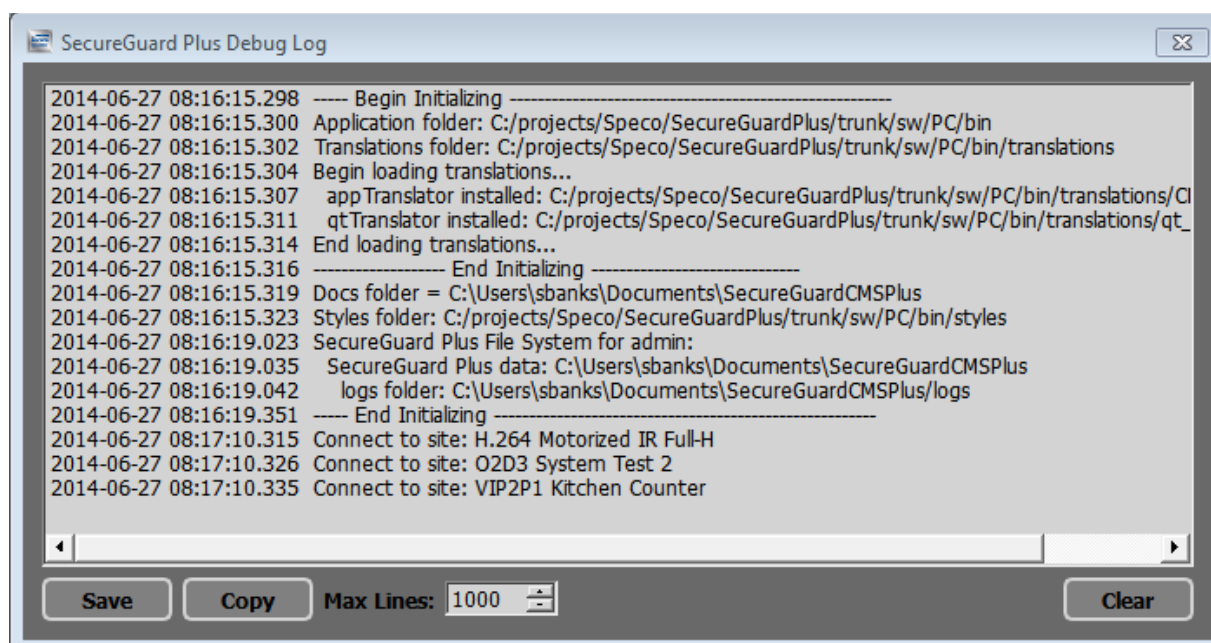 SecureGuard Plus Debug Log
2014-06-27 08:16:15.298 ----- Begin Initializing -------------------------------------------------------
2014-06-27 08:16:15.300 Application folder: C:/projects/Speco/SecureGuardPlus/trunk/sw/PC/bin
2014-06-27 08:16:15.302 Translations folder: C:/projects/Speco/SecureGuardPlus/trunk/sw/PC/bin/translations
2014-06-27 08:16:15.304 Begin loading translations...
2014-06-27 08:16:15.307 appTranslator installed: C:/projects/Speco/SecureGuardPlus/trunk/sw/PC/bin/translations/
2014-06-27 08:16:15.311 qtTranslator installed: C:/projects/Speco/SecureGuardPlus/trunk/sw/PC/bin/translations/qt_
2014-06-27 08:16:15.314 End loading translations...
2014-06-27 08:16:15.316 ------------------- End Initializing ------------------------------
2014-06-27 08:16:15.319 Docs folder = C:\Users\sbanks\Documents\SecureGuardCMSPlus
2014-06-27 08:16:15.323 Styles folder: C:/projects/Speco/SecureGuardPlus/trunk/sw/PC/bin/styles
2014-06-27 08:16:19.023 SecureGuard Plus File System for admin:
2014-06-27 08:16:19.035 SecureGuard Plus data: C:\Users\sbanks\Documents\SecureGuardCMSPlus
2014-06-27 08:16:19.042 logs folder: C:\Users\sbanks\Documents\SecureGuardCMSPlus/logs
2014-06-27 08:16:19.351 ----- End Initializing -------------------------------------------------------
2014-06-27 08:17:10.315 Connect to site: H.264 Motorized IR Full-H
2014-06-27 08:17:10.326 Connect to site: O2D3 System Test 2
2014-06-27 08:17:10.335 Connect to site: VIP2P1 Kitchen Counter
Save Copy Max Lines: 1000 Clear